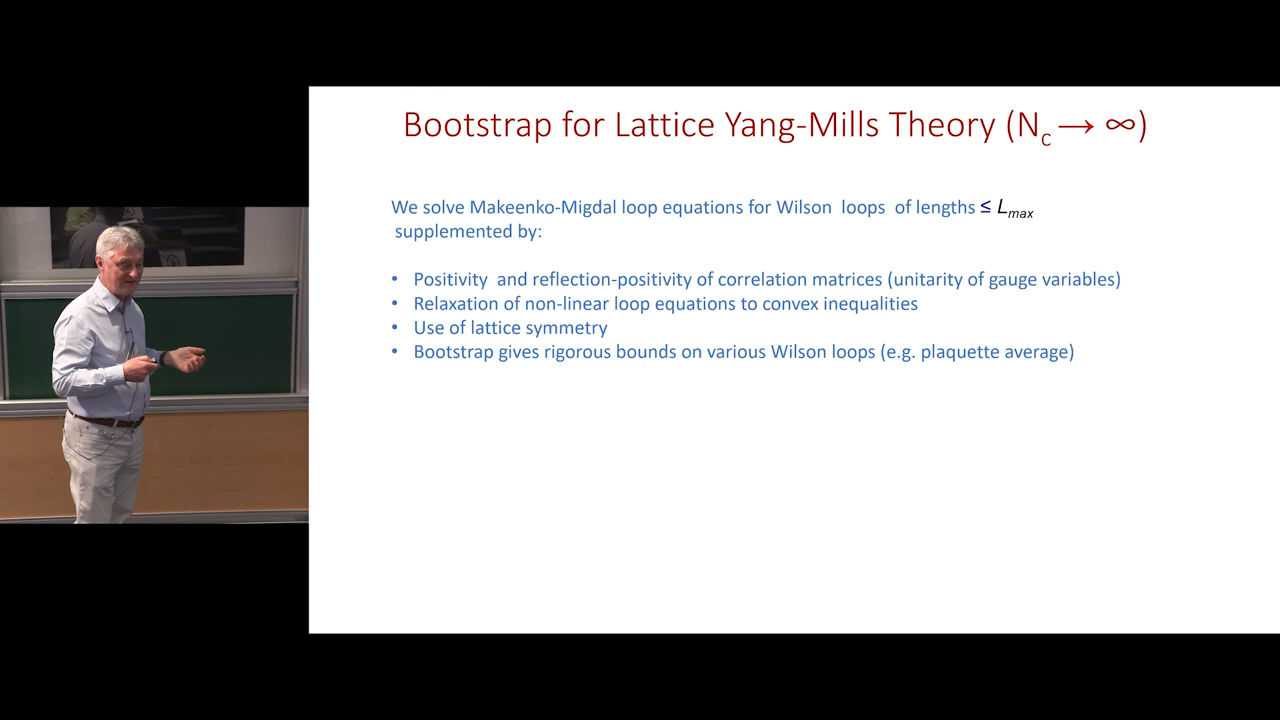 Bootstrap for Lattice Yang-Mills Theory (N_c → ∞)
We solve Makeenko-Migdal loop equations for Wilson loops of lengths ≤ L_max
supplemented by:
• Positivity and reflection-positivity of correlation matrices (unitarity of gauge variables)
• Relaxation of non-linear loop equations to convex inequalities
• Use of lattice symmetry
• Bootstrap gives rigorous bounds on various Wilson loops (e.g. plaquette average)